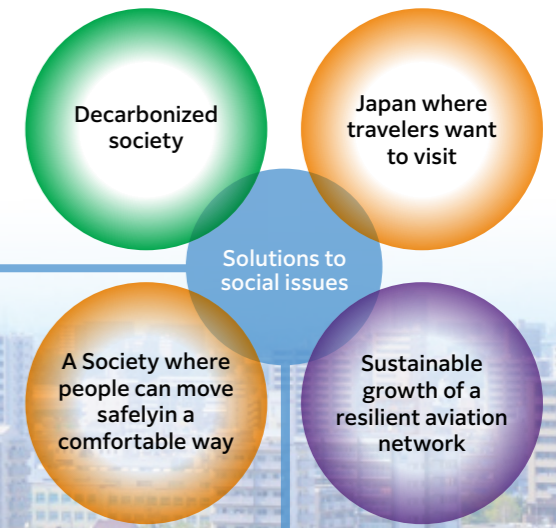 Decarbonized
society
Japan where
travelers want
to visit
Solutions to
social issues
A Society where
people can move
safelyin a
comfortable way
Sustainable
growth of a
resilient aviation
network